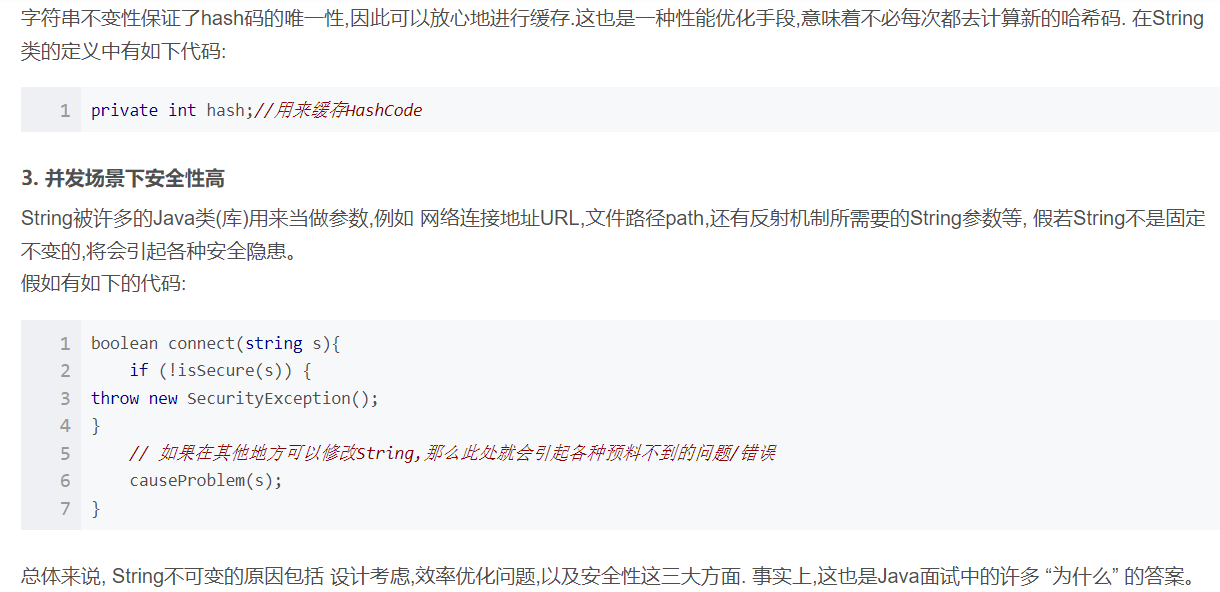 字符串不变性保证了hash码的唯一性,因此可以放心地进行缓存.这也是一种性能优化手段,意味着不必每次都去计算新的哈希码. 在String
类的定义中有如下代码:
1 private int hash;//用来缓存HashCode
3. 并发场景下安全性高
String被许多的Java类(库)用来当做参数,例如 网络连接地址URL,文件路径path,还有反射机制所需要的String参数等, 假若String不是固定
不变的,将会引起各种安全隐患。
假如有如下的代码:
1 boolean connect(string s){
2     if (!isSecure(s)) {
3 throw new SecurityException();
4 }
5     // 如果在其他地方可以修改String,那么此处就会引起各种预料不到的问题/错误
6     causeProblem(s);
7 }
总体来说, String不可变的原因包括 设计考虑,效率优化问题,以及安全性这三大方面. 事实上,这也是Java面试中的许多 “为什么” 的答案。